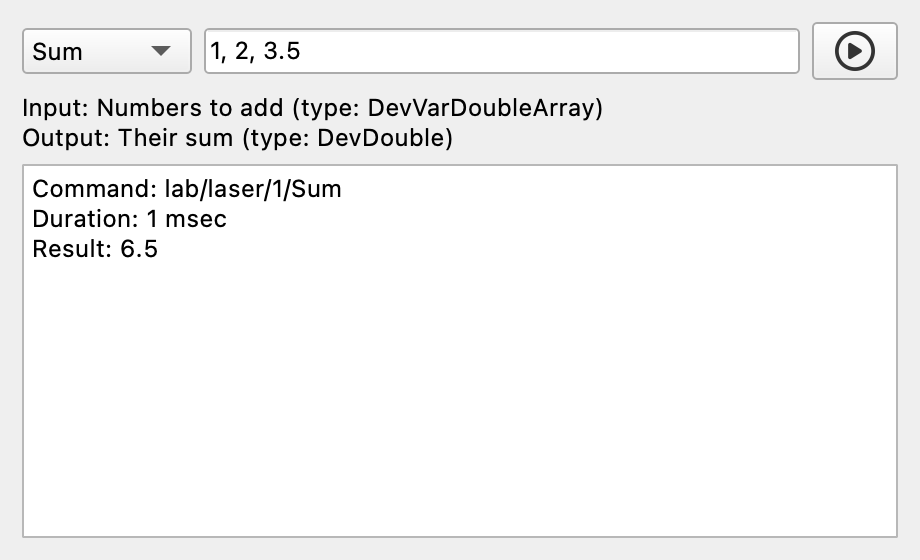 Sum
1, 2, 3.5
Input: Numbers to add (type: DevVarDoubleArray)
Output: Their sum (type: DevDouble)
Command: lab/laser/1/Sum
Duration: 1 msec
Result: 6.5